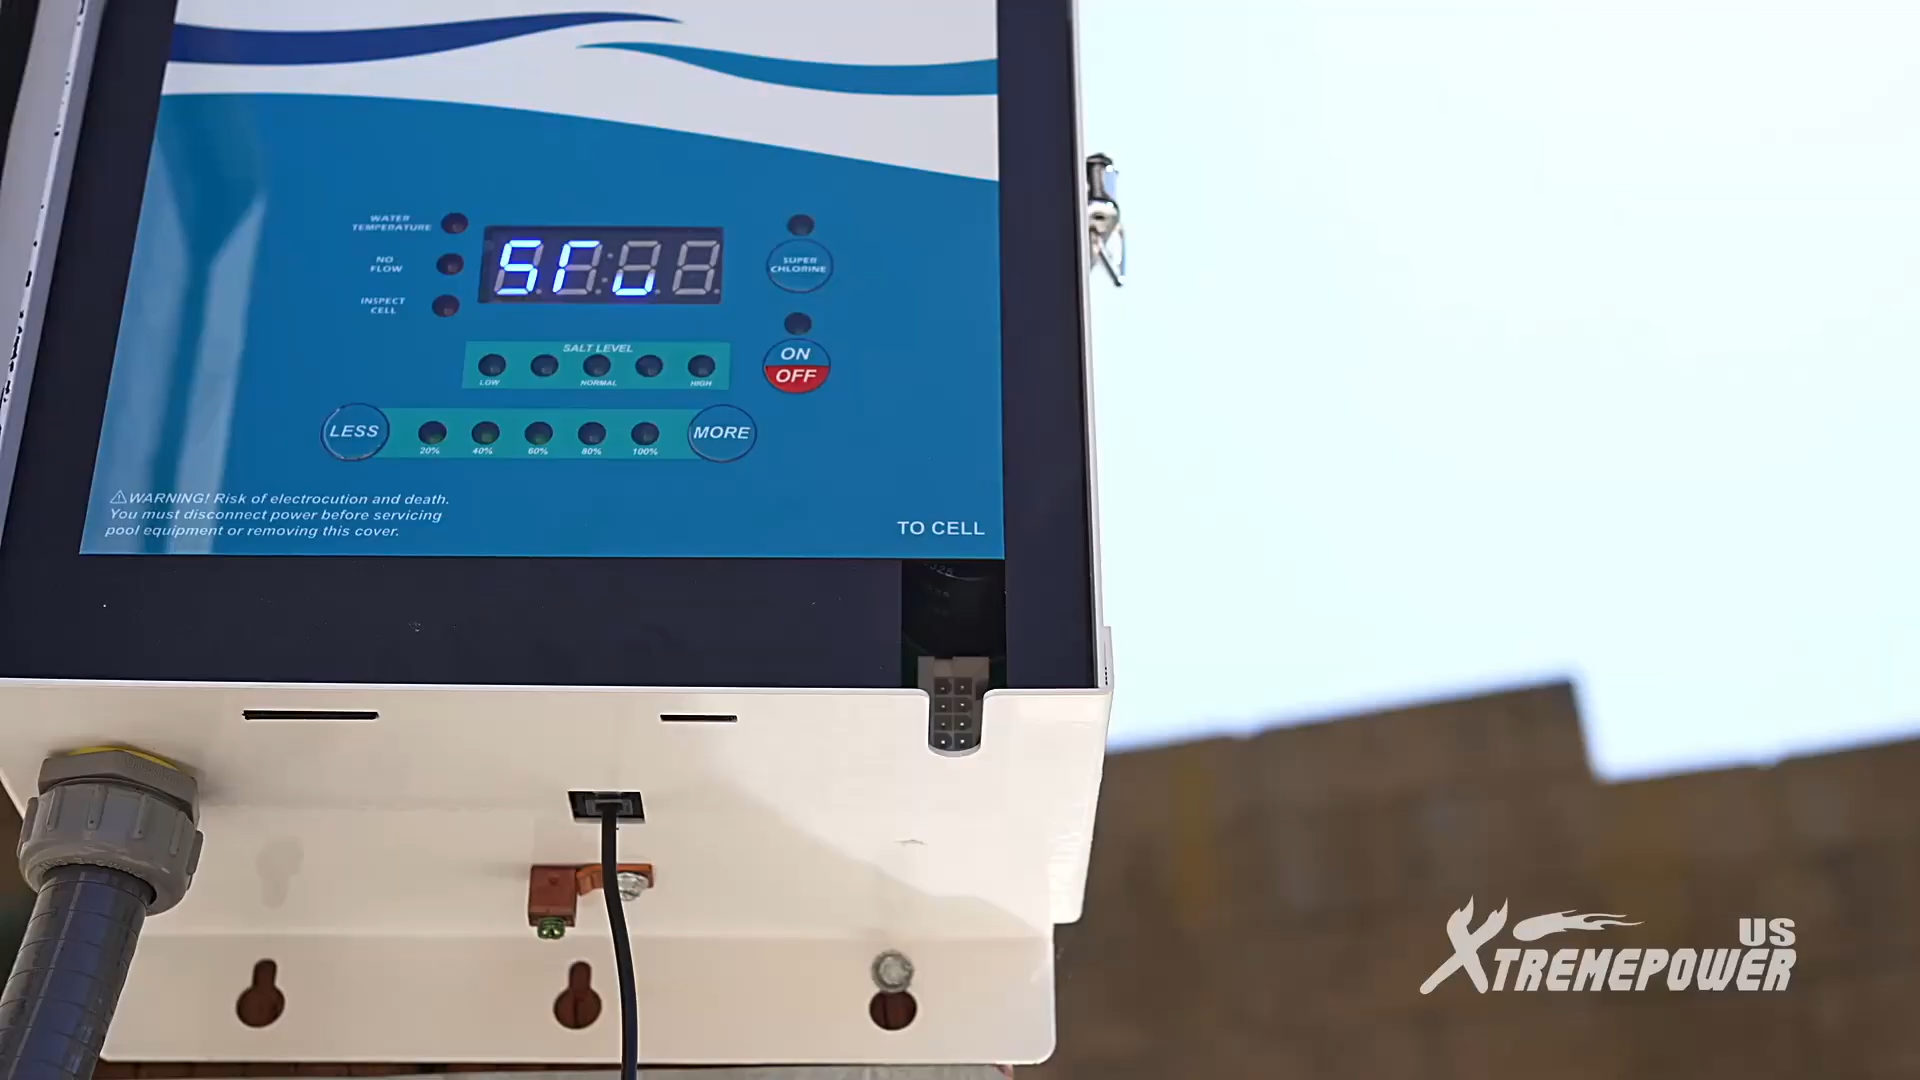 WATER
TEMPERATURE
NO
FLOW
INSPECT
CELL
SUPER
CHLORINE
ON
OFF
SALT LEVEL
LOW
NORMAL
HIGH
LESS
20%
40%
60%
80%
100%
MORE
⚠WARNING! Risk of electrocution and death.
You must disconnect power before servicing
pool equipment or removing this cover.
TO CELL
XTREMEPOWER
US